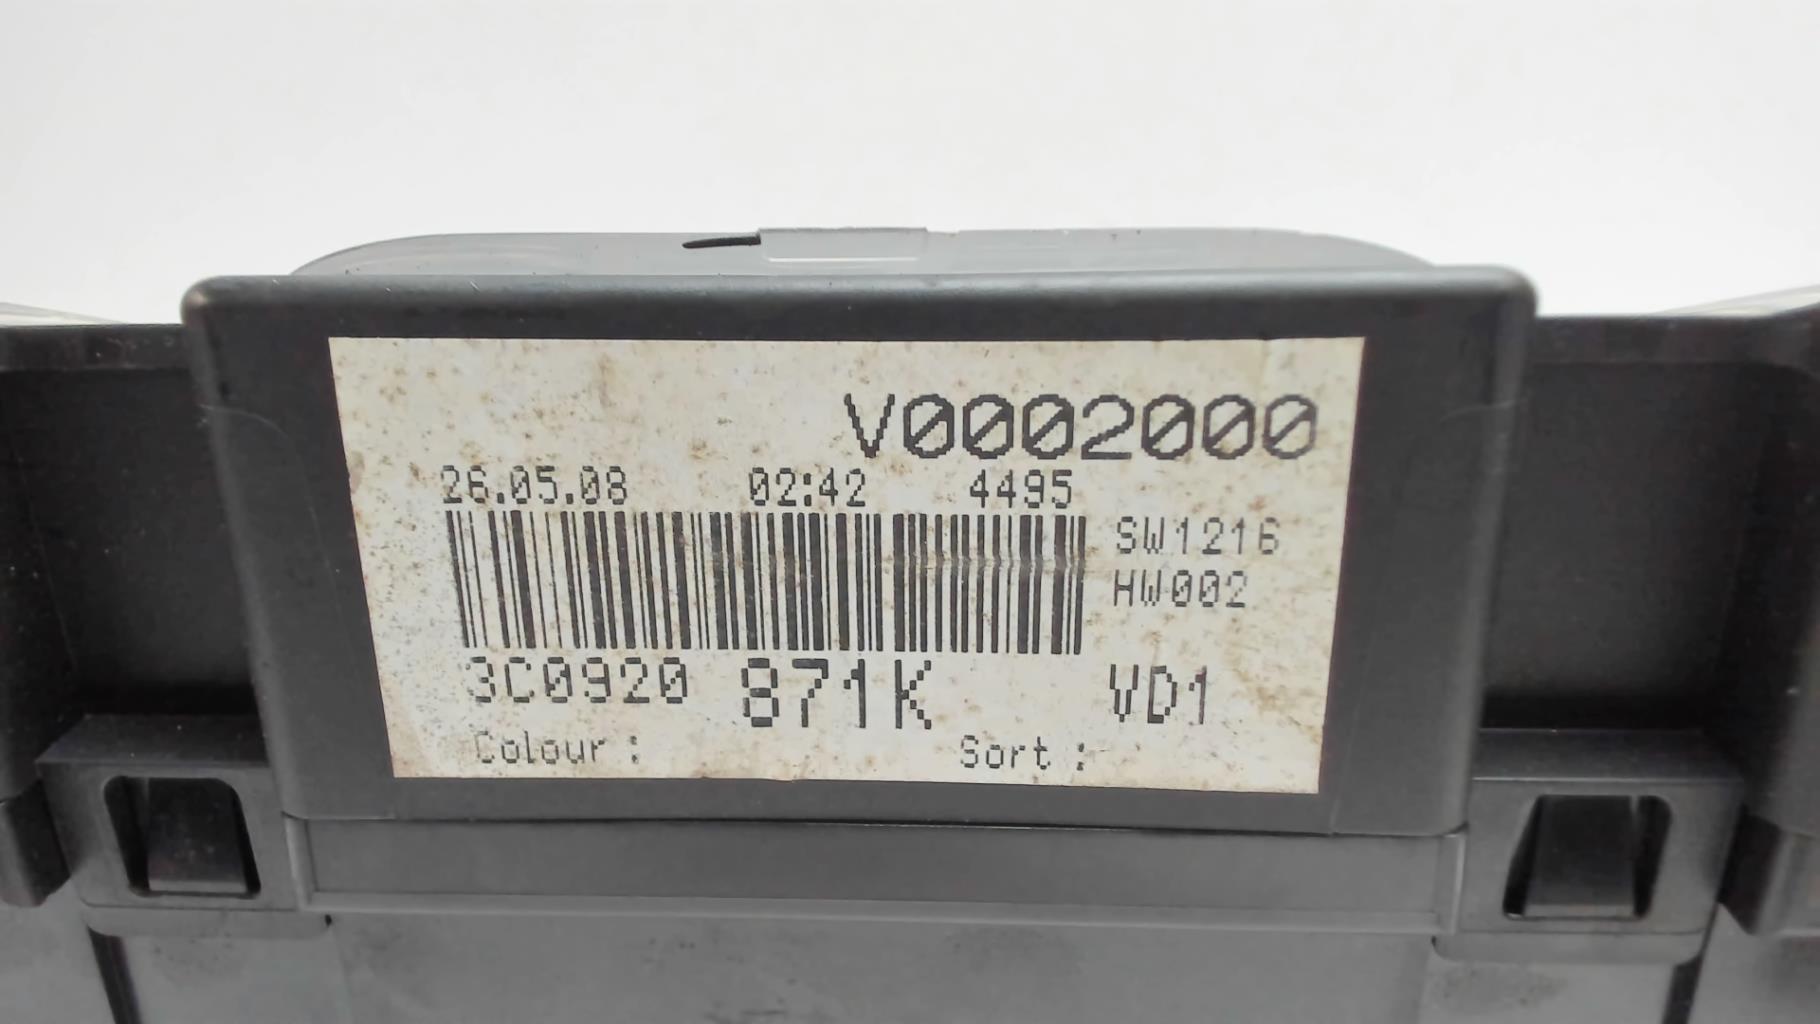 V0002000
26.05.08 02:42 4495
SW1216
HW002
3C0920 871K VD1
Colour: Sort: